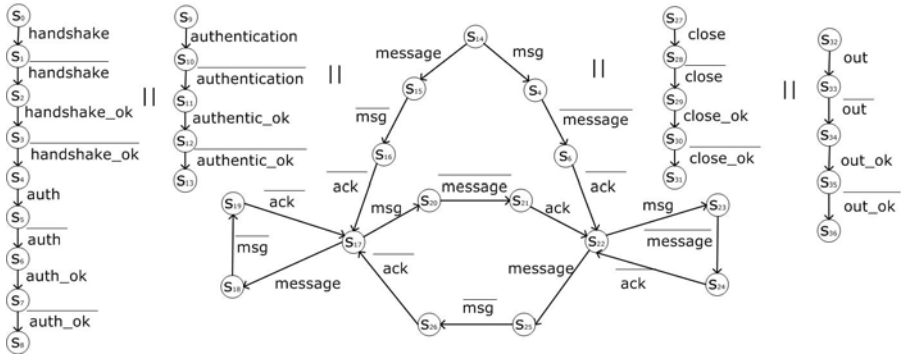 S₀
handshake
S₁
handshake
S₂
handshake_ok
S₃
handshake_ok
S₄
auth
S₅
auth
S₆
auth_ok
S₇
auth_ok
S₈
||
S₉
authentication
S₁₀
authentication
S₁₁
authentic_ok
S₁₂
authentic_ok
S₁₃
||
S₁₄
message
msg
S₁₅
S₄
msg
message
S₁₆
S₆
ack
ack
S₁₉
ack
msg
S₁₈
message
S₁₇
msg
S₂₀
message
S₂₁
ack
S₂₂
msg
S₂₃
message
S₂₄
ack
message
S₂₅
msg
S₂₆
ack
||
S₂₇
close
S₂₈
close
S₂₉
close_ok
S₃₀
close_ok
S₃₁
||
S₃₂
out
S₃₃
out
S₃₄
out_ok
S₃₅
out_ok
S₃₆